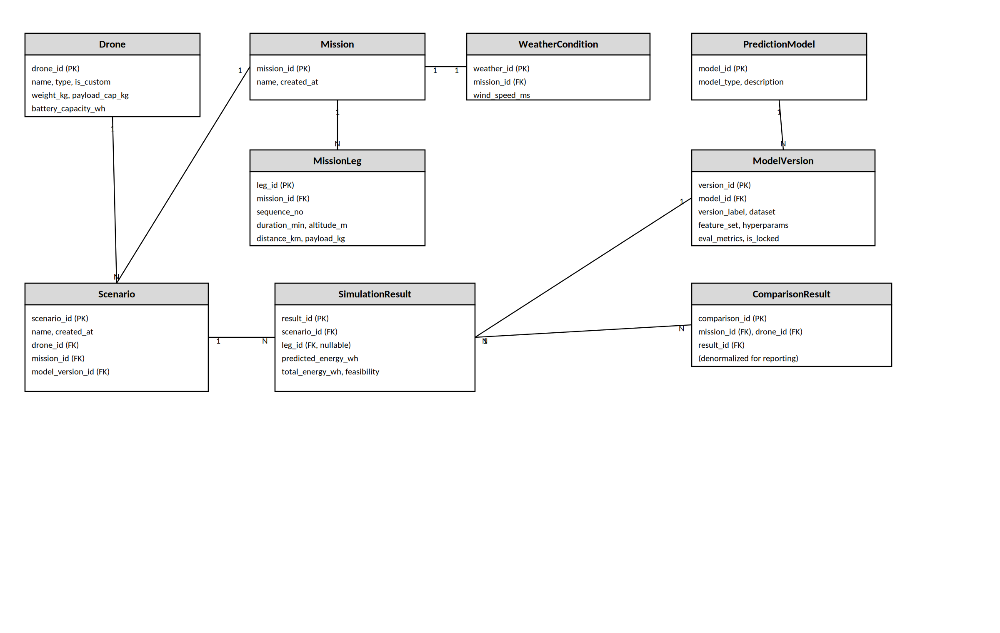 Drone
drone_id (PK)
name, type, is_custom
weight_kg, payload_cap_kg
battery_capacity_wh
1
Mission
mission_id (PK)
name, created_at
1
1
1
WeatherCondition
weather_id (PK)
mission_id (FK)
wind_speed_ms
1
PredictionModel
model_id (PK)
model_type, description
1
N
MissionLeg
leg_id (PK)
mission_id (FK)
sequence_no
duration_min, altitude_m
distance_km, payload_kg
N
ModelVersion
version_id (PK)
model_id (FK)
version_label, dataset
feature_set, hyperparams
eval_metrics, is_locked
1
N
Scenario
scenario_id (PK)
name, created_at
drone_id (FK)
mission_id (FK)
model_version_id (FK)
1
N
SimulationResult
result_id (PK)
scenario_id (FK)
leg_id (FK, nullable)
predicted_energy_wh
total_energy_wh, feasibility
N
1
N
ComparisonResult
comparison_id (PK)
mission_id (FK), drone_id (FK)
result_id (FK)
(denormalized for reporting)